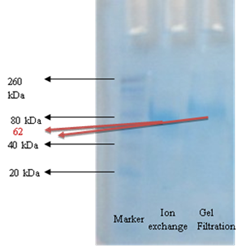 260
kDa
80 kDa
62
40 kDa
20 kDa
Marker
Ion
exchange
Gel
Filtration